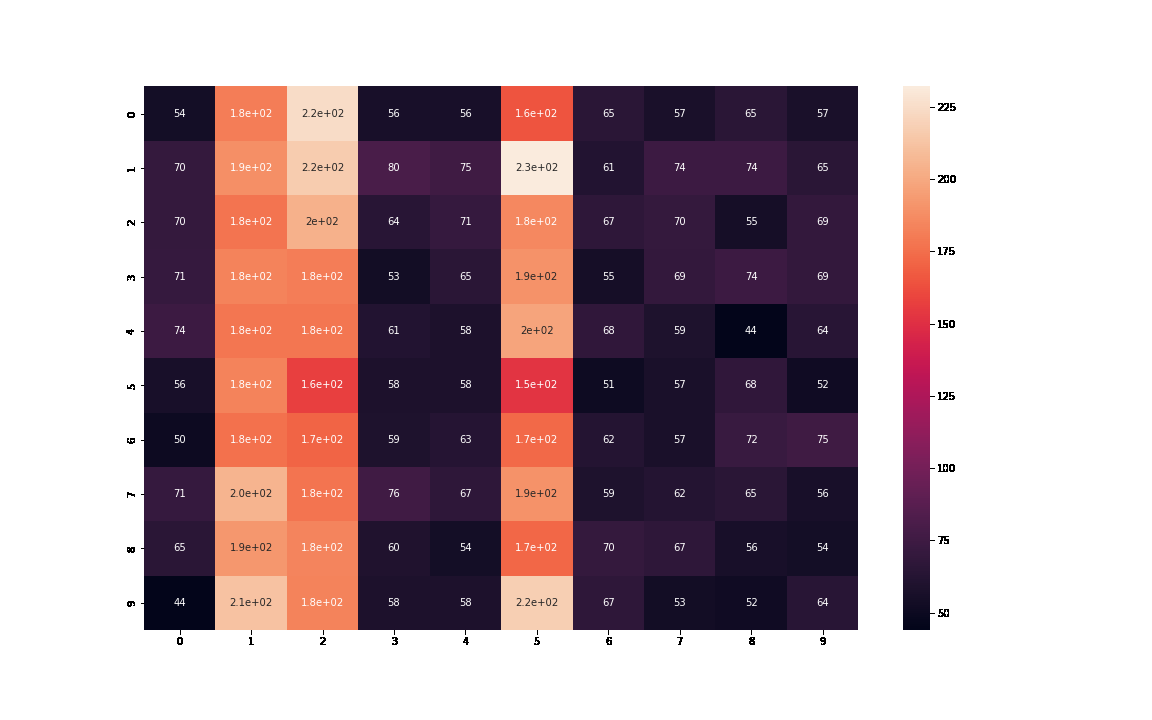 0 54 1.8e+02 2.2e+02 56 56 1.6e+02 65 57 65 57
1 70 1.9e+02 2.2e+02 80 75 2.3e+02 61 74 74 65
2 70 1.8e+02 2e+02 64 71 1.8e+02 67 70 55 69
3 71 1.8e+02 1.8e+02 53 65 1.9e+02 55 69 74 69
4 74 1.8e+02 1.8e+02 61 58 2e+02 68 59 44 64
5 56 1.8e+02 1.6e+02 58 58 1.5e+02 51 57 68 52
6 50 1.8e+02 1.7e+02 59 63 1.7e+02 62 57 72 75
7 71 2.0e+02 1.8e+02 76 67 1.9e+02 59 62 65 56
8 65 1.9e+02 1.8e+02 60 54 1.7e+02 70 67 56 54
9 44 2.1e+02 1.8e+02 58 58 2.2e+02 67 53 52 64
0 1 2 3 4 5 6 7 8 9
225
200
175
150
125
100
75
50